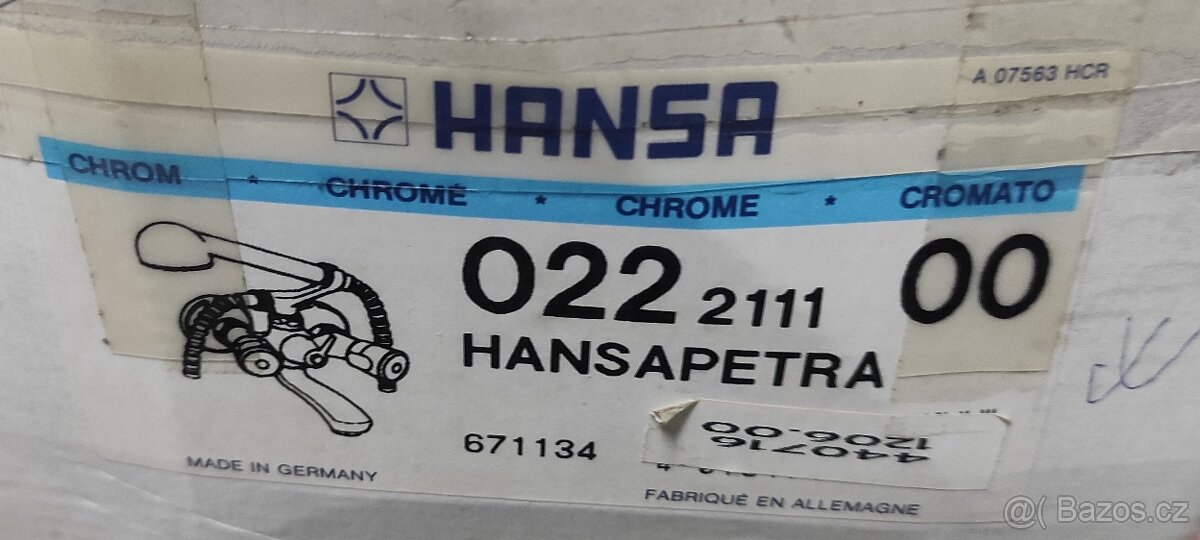 HANSA
A 07563 HCR
CHROM * CHROMÉ * CHROME * CROMATO
022 2111 00
HANSAPETRA
671134
440716
1206-00
MADE IN GERMANY
FABRIQUÉ EN ALLEMAGNE
@( Bazos.cz